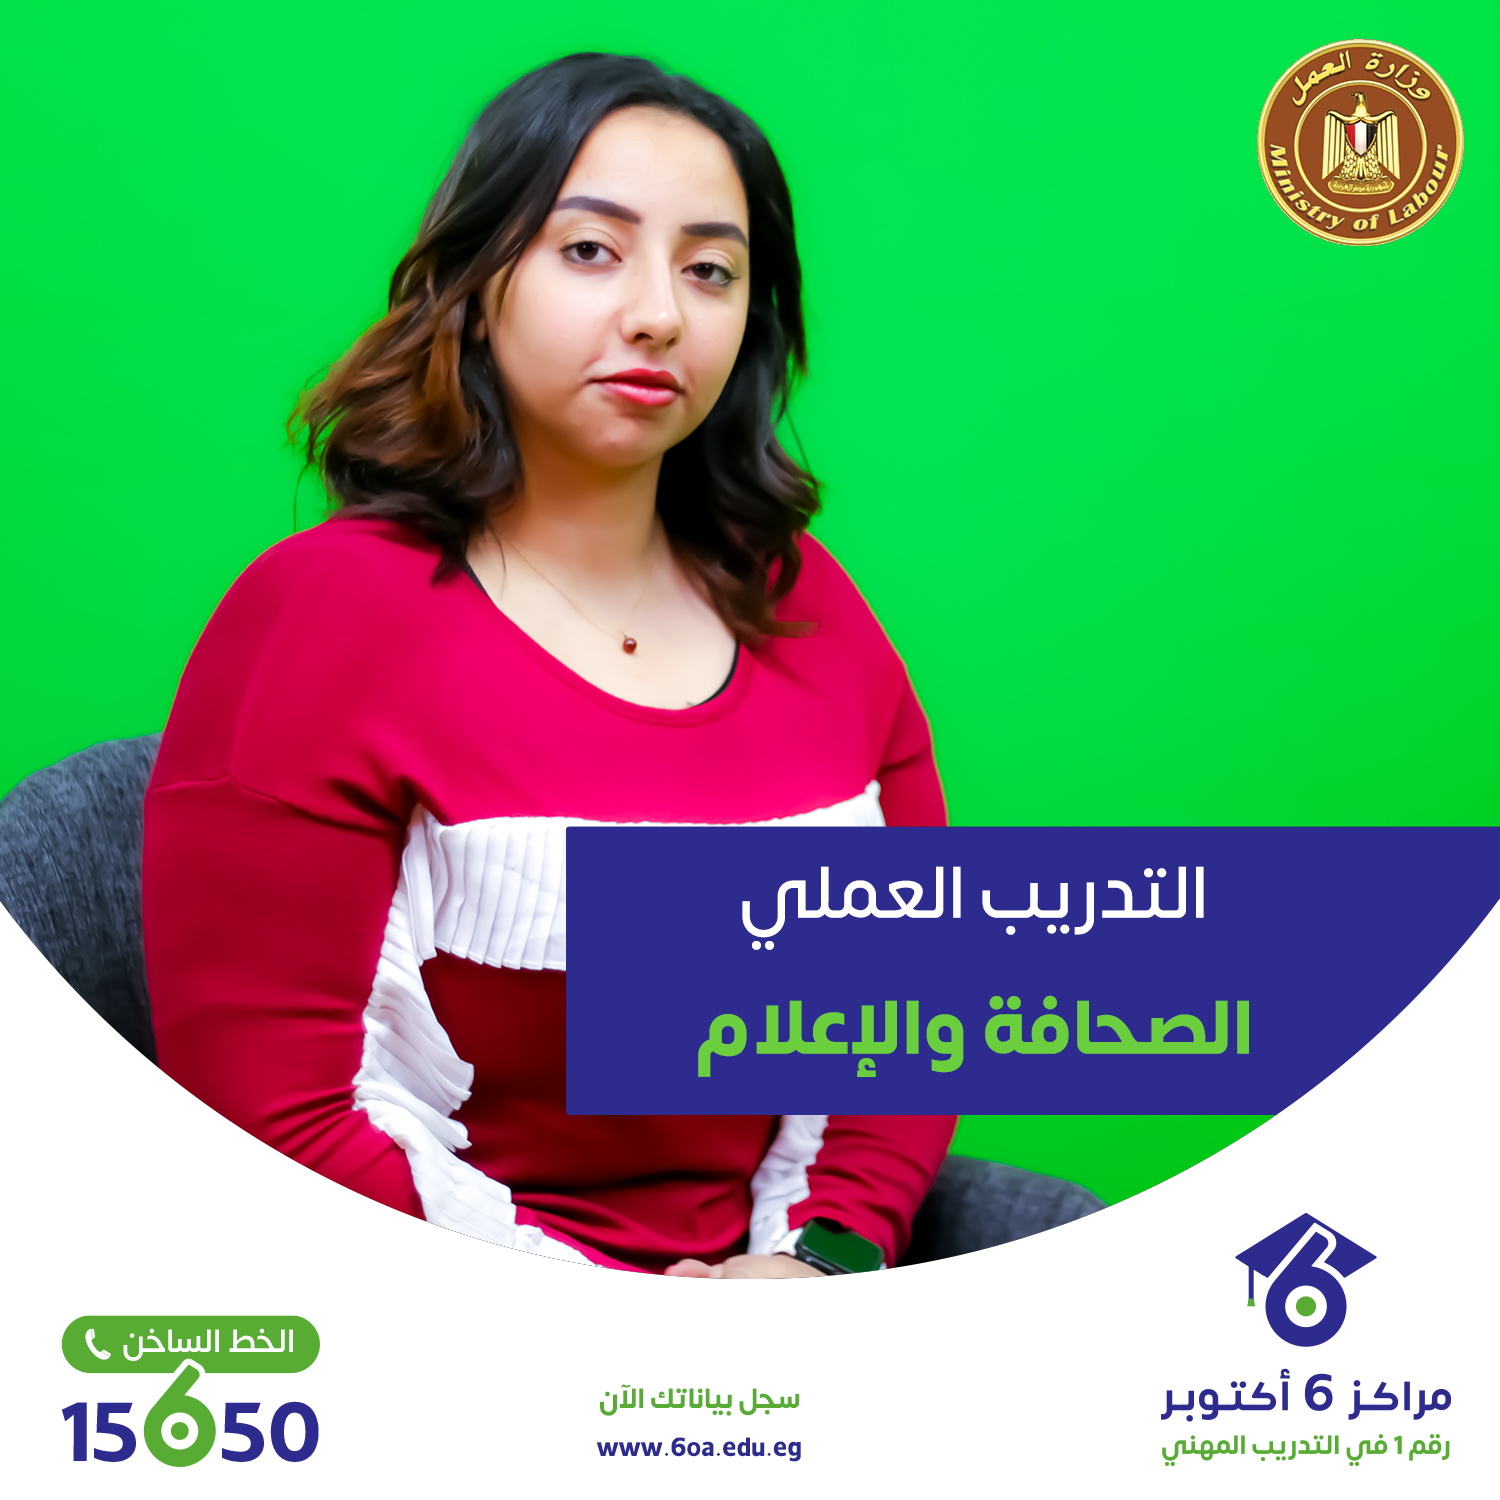 وزارة العمل
Ministry of Labour
التدريب العملي
الصحافة والإعلام
الخط الساخن
15650
سجل بياناتك الآن
www.6oa.edu.eg
6
مراكز 6 أكتوبر
رقم 1 في التدريب المهني